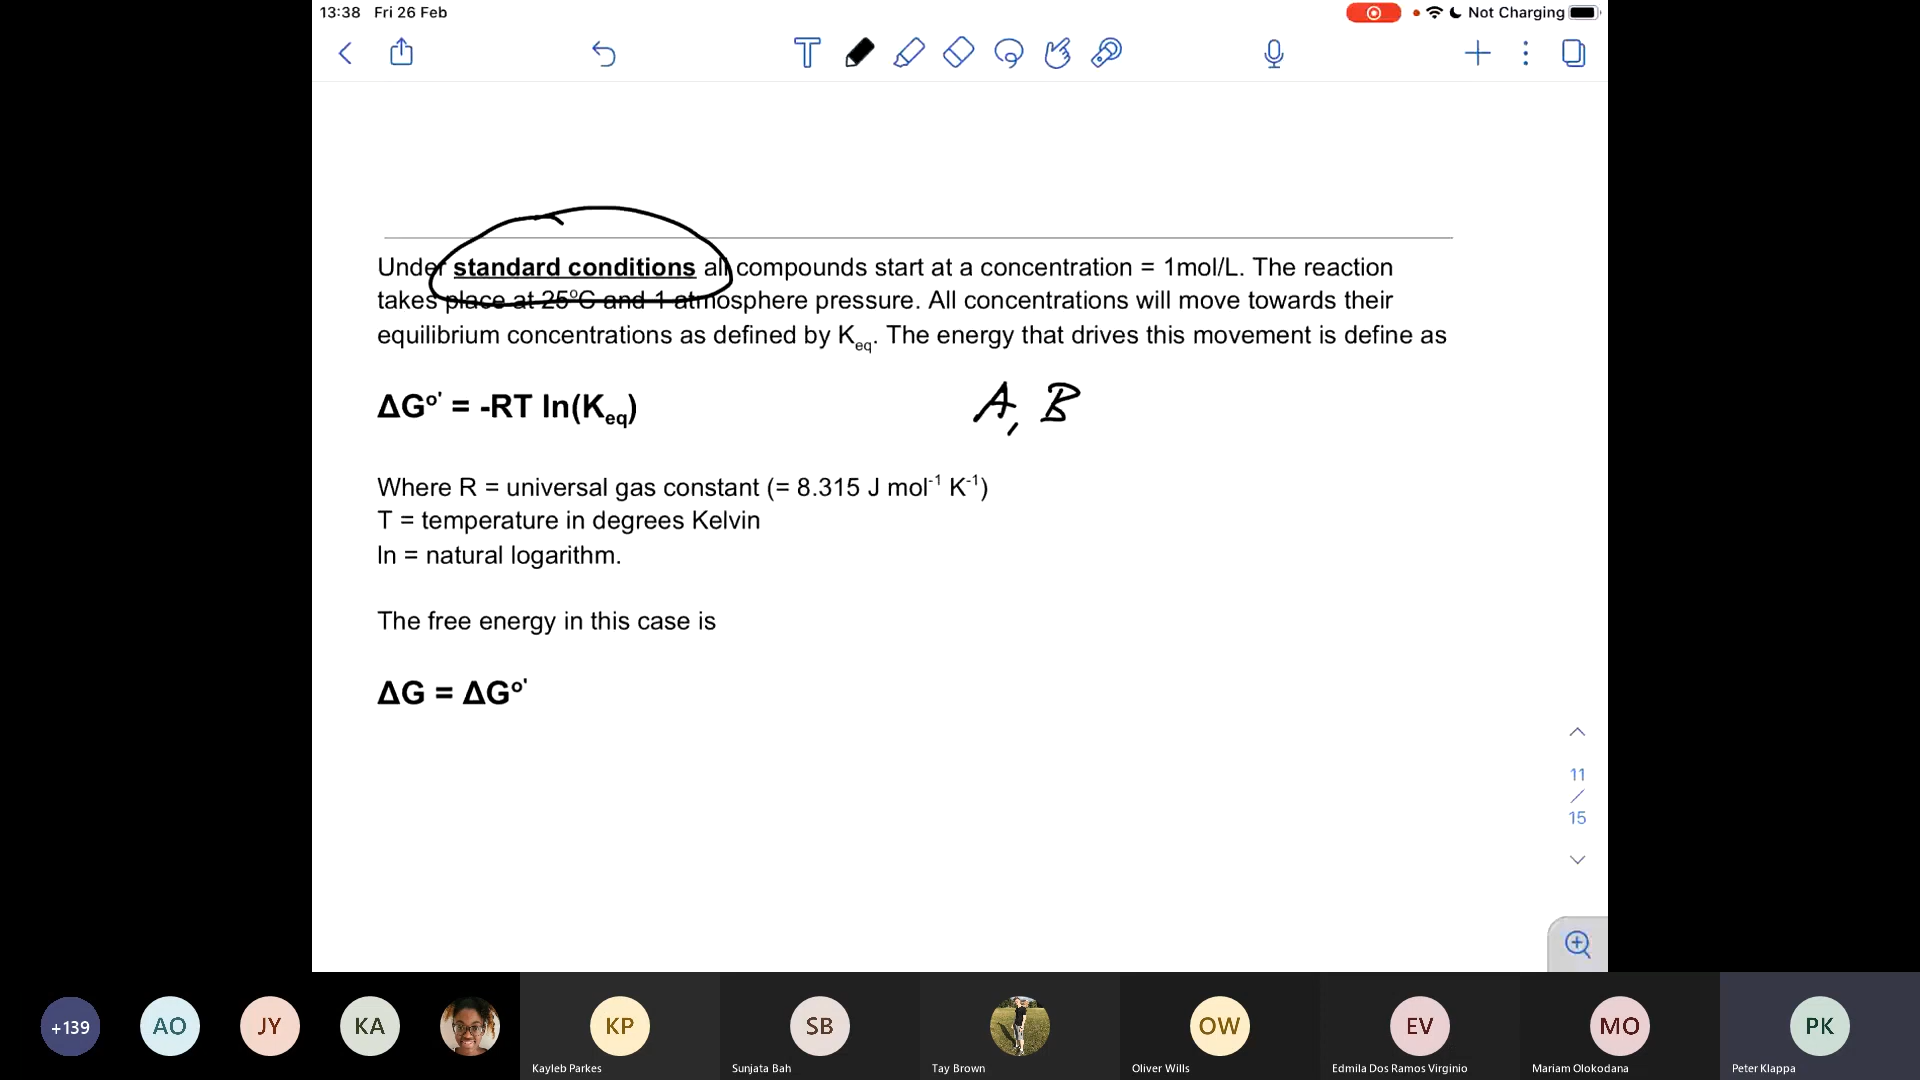 13:38 Fri 26 Feb
Not Charging
T
Under standard conditions all compounds start at a concentration = 1mol/L. The reaction
takes place at 25°C and 1 atmosphere pressure. All concentrations will move towards their
equilibrium concentrations as defined by Keq. The energy that drives this movement is define as
ΔGº' = -RT ln(Keq)
A, B
Where R = universal gas constant (= 8.315 J mol-1 K-1)
T = temperature in degrees Kelvin
ln = natural logarithm.
The free energy in this case is
ΔG = ΔGº'
11
/
15
+139
AO
JY
KA
KP
SB
OW
EV
MO
PK
Kayleb Parkes
Sunjata Bah
Tay Brown
Oliver Wills
Edmila Dos Ramos Virginio
Mariam Olokodana
Peter Klappa